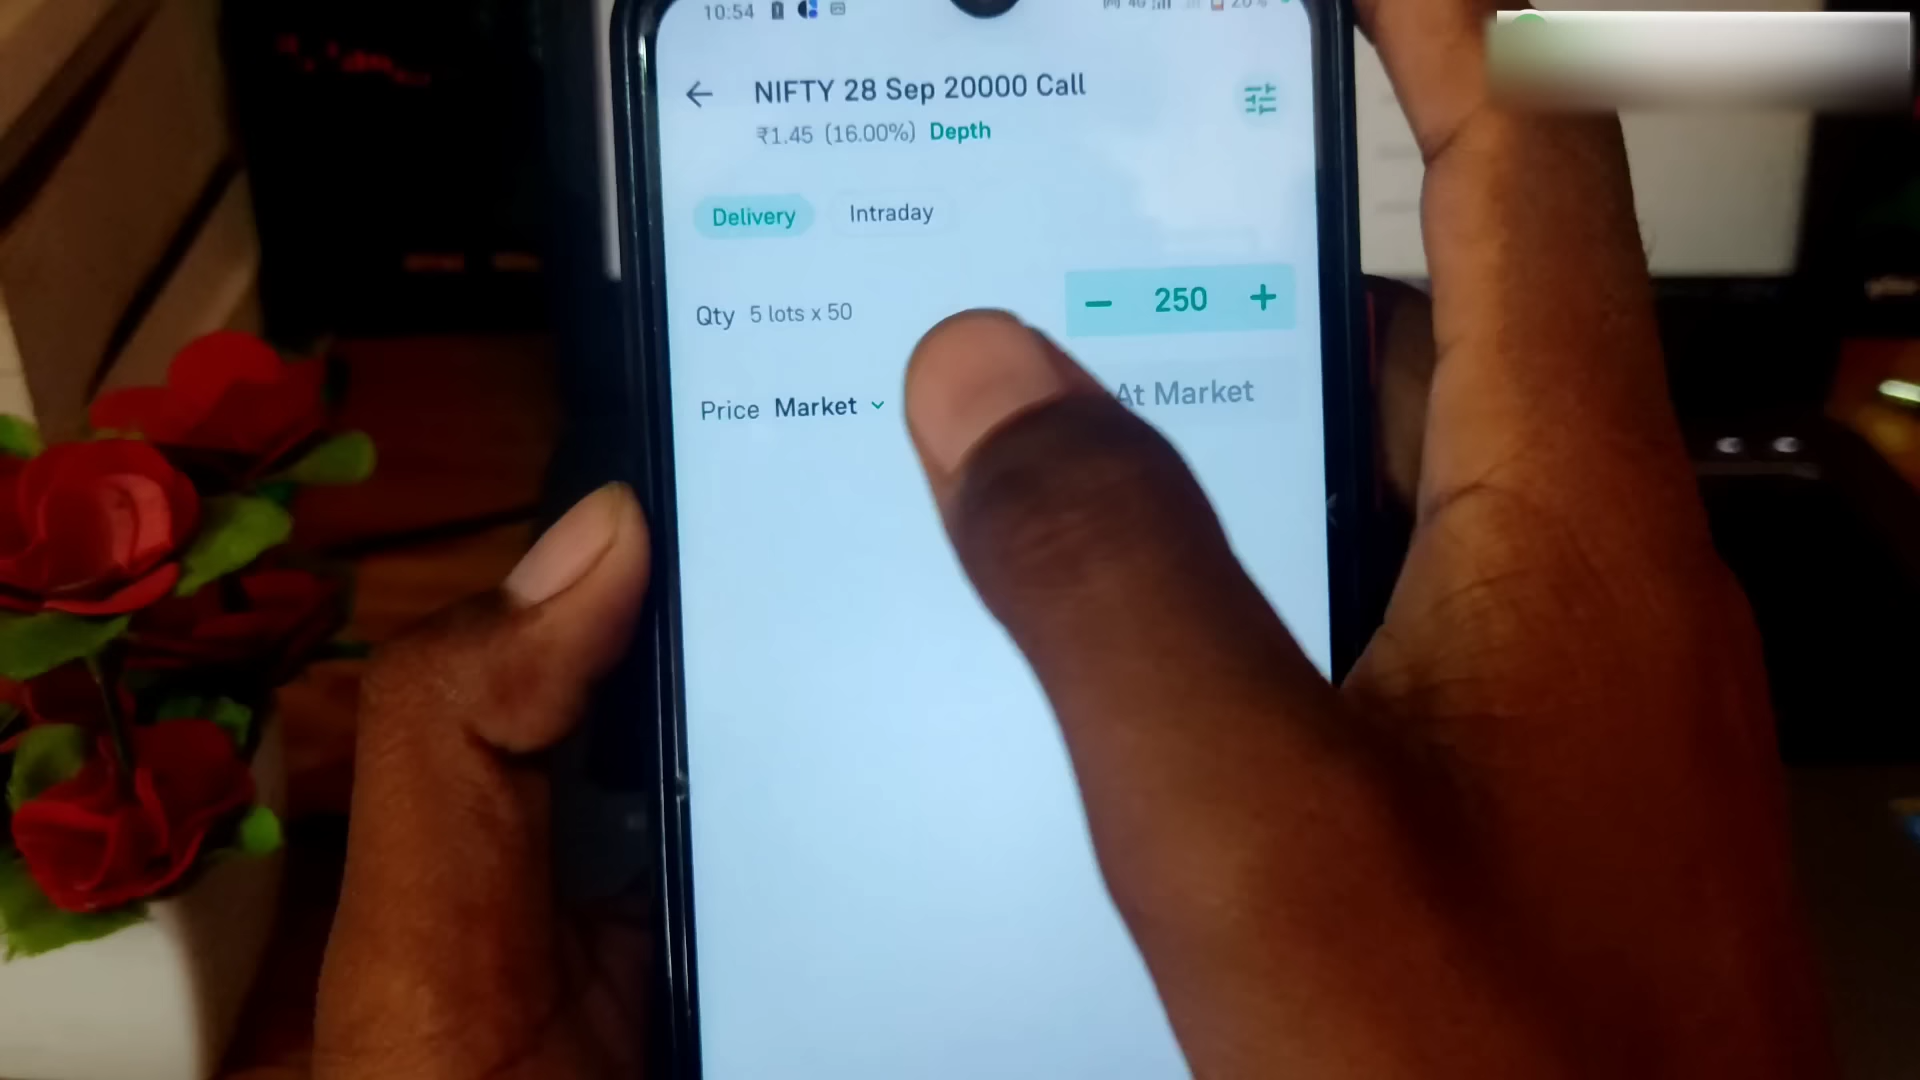 10:54
NIFTY 28 Sep 20000 Call
₹1.45 (16.00%) Depth
Delivery Intraday
Qty 5 lots x 50 − 250 +
Price Market At Market